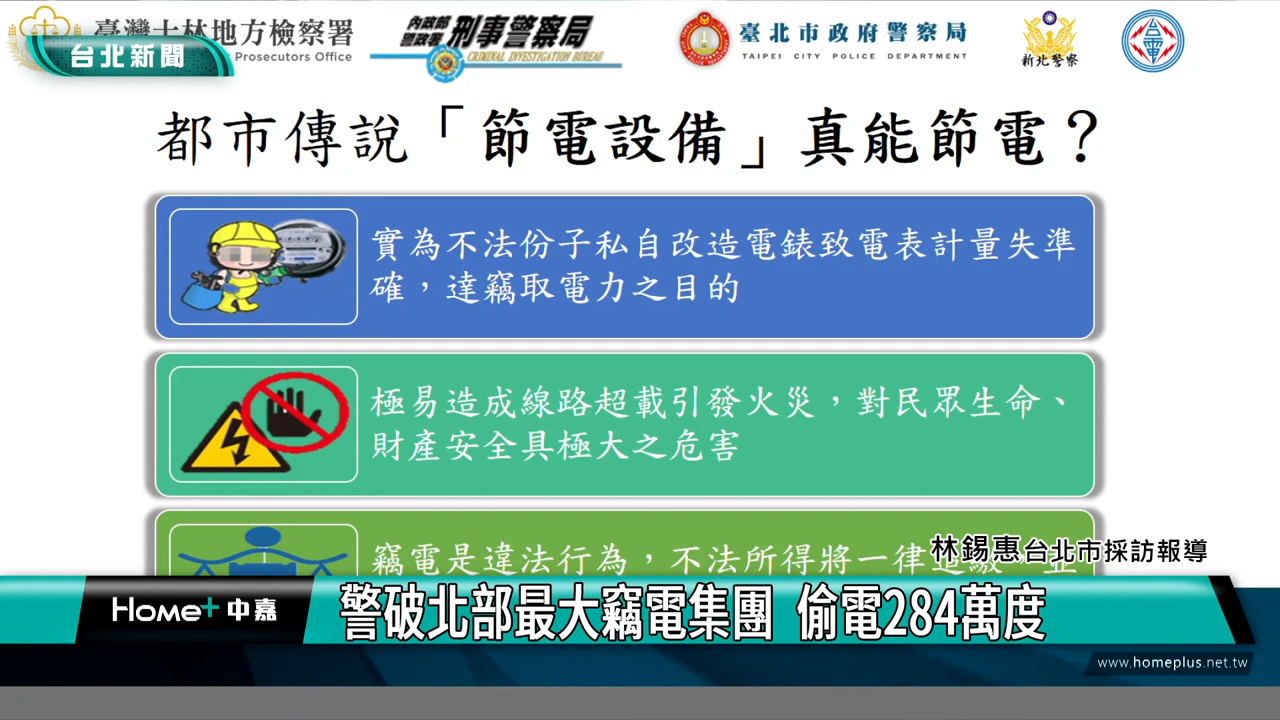 臺灣士林地方檢察署
Prosecutors Office
台北新聞
內政部
警政署
刑事警察局
CRIMINAL INVESTIGATION BUREAU
臺北市政府警察局
TAIPEI CITY POLICE DEPARTMENT
新北警察
都市傳說「節電設備」真能節電？
實為不法份子私自改造電錶致電表計量失準
確，達竊取電力之目的
極易造成線路超載引發火災，對民眾生命、
財產安全具極大之危害
竊電是違法行為，不法所得將一律
林錫惠台北市採訪報導
Home+中嘉
警破北部最大竊電集團 偷電284萬度
www.homeplus.net.tw